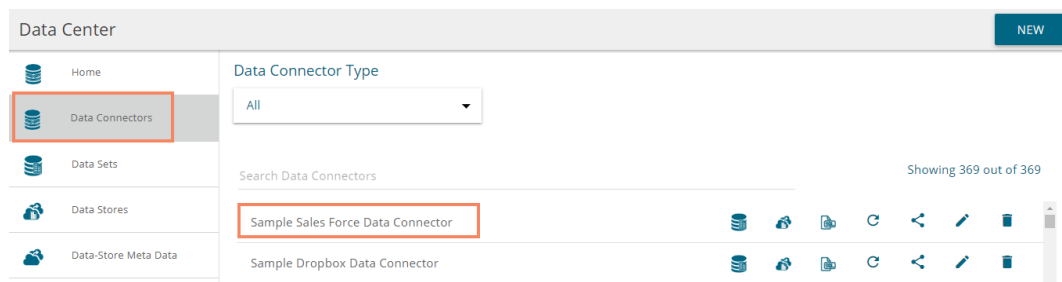 Data Center
NEW
Home
Data Connectors
Data Sets
Data Stores
Data-Store Meta Data
Data Connector Type
All
Search Data Connectors
Showing 369 out of 369
Sample Sales Force Data Connector
Sample Dropbox Data Connector